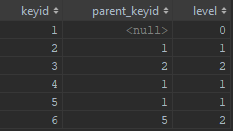 keyid parent_keyid level
1 <null> 0
2 1 1
3 2 2
4 1 1
5 1 1
6 5 2